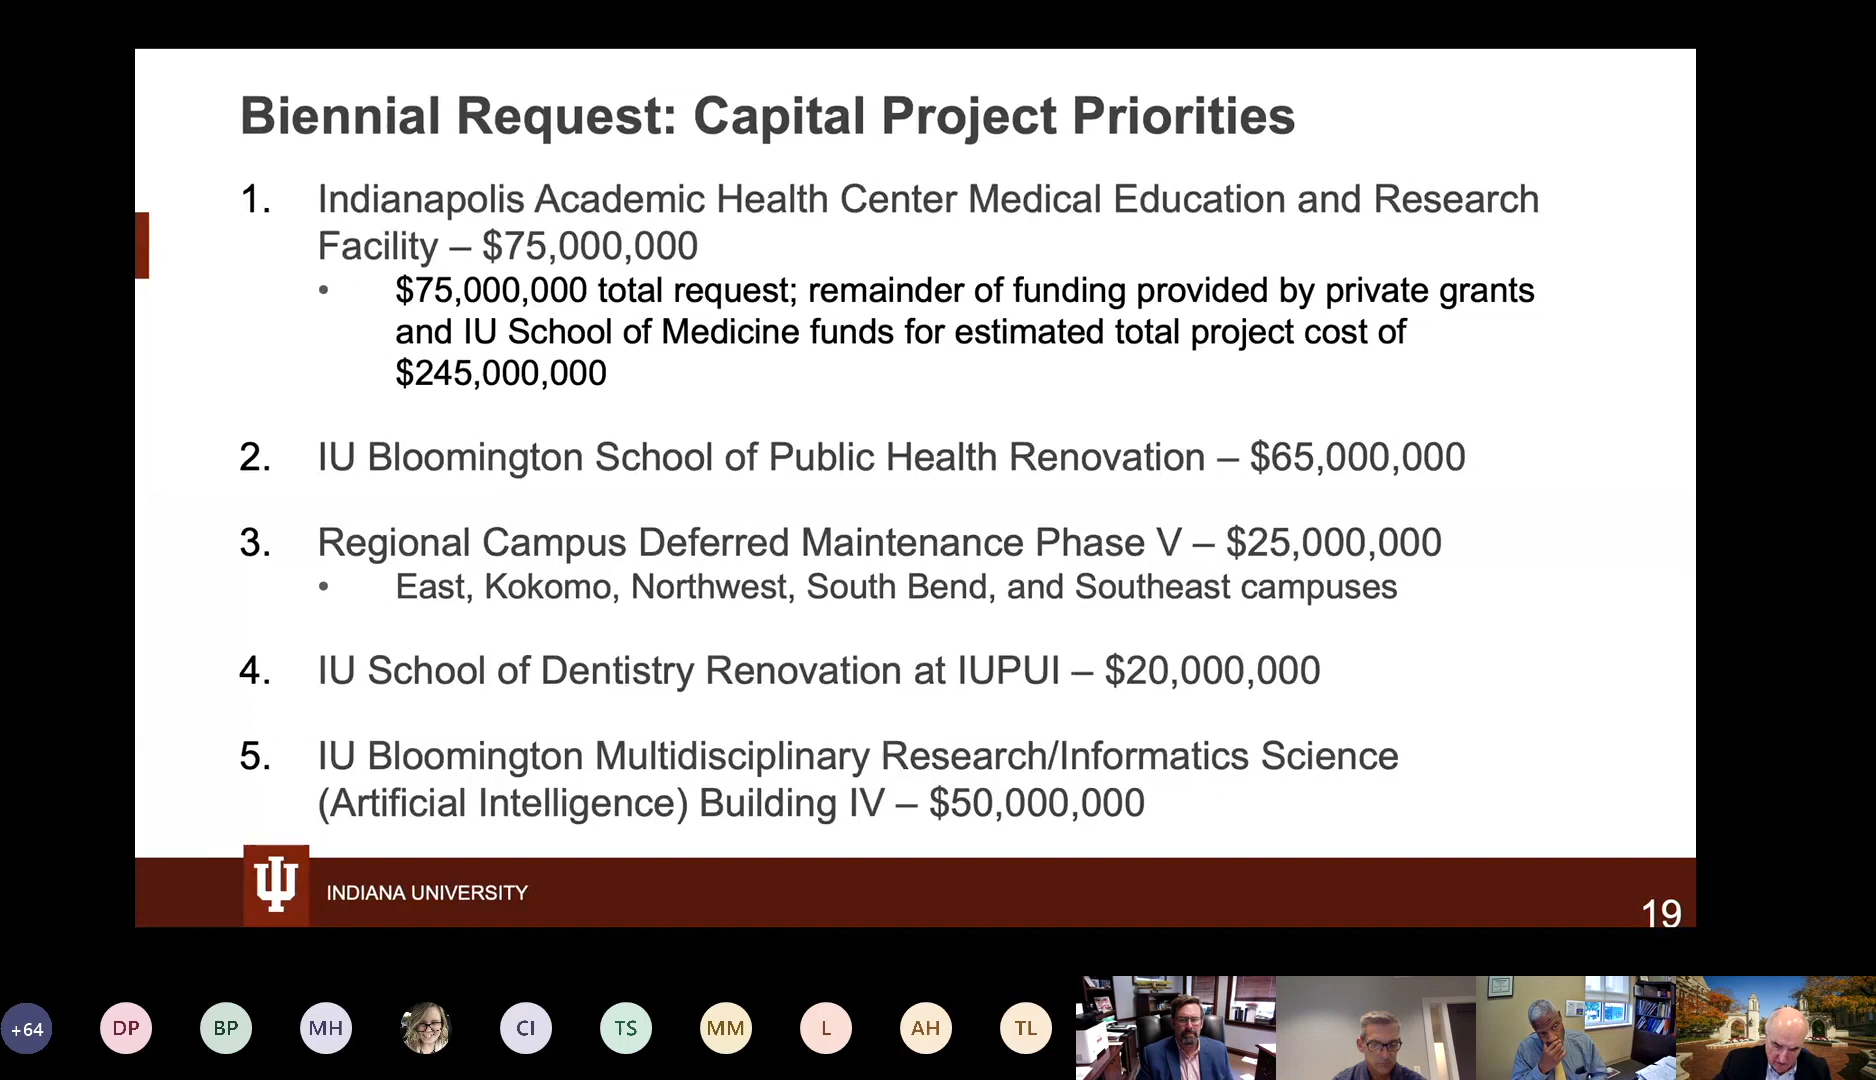 Biennial Request: Capital Project Priorities
1. Indianapolis Academic Health Center Medical Education and Research
Facility – $75,000,000
• $75,000,000 total request; remainder of funding provided by private grants
and IU School of Medicine funds for estimated total project cost of
$245,000,000
2. IU Bloomington School of Public Health Renovation – $65,000,000
3. Regional Campus Deferred Maintenance Phase V – $25,000,000
• East, Kokomo, Northwest, South Bend, and Southeast campuses
4. IU School of Dentistry Renovation at IUPUI – $20,000,000
5. IU Bloomington Multidisciplinary Research/Informatics Science
(Artificial Intelligence) Building IV – $50,000,000
INDIANA UNIVERSITY
19
+64 DP BP MH CI TS MM L AH TL